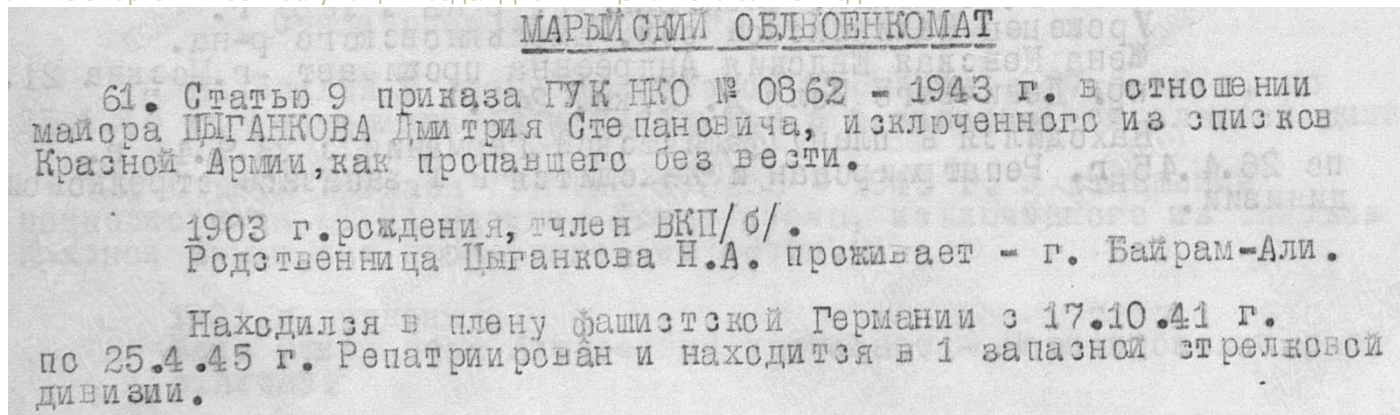 МАРЫЙСКИЙ ОБЛВОЕНКОМАТ
61. Статью 9 приказа ГУК НКО № 0862 - 1943 г. в отношении
майора ЦЫГАНКОВА Дмитрия Степановича, исключенного из списков
Красной Армии, как пропавшего без вести.
1903 г.рождения, тчлен ВКП/б/.
Родственница Цыганкова Н.А. проживает - г. Байрам-Али.
Находился в плену фашистской Германии с 17.10.41 г.
по 25.4.45 г. Репатриирован и находится в 1 запасной стрелковой
дивизии.